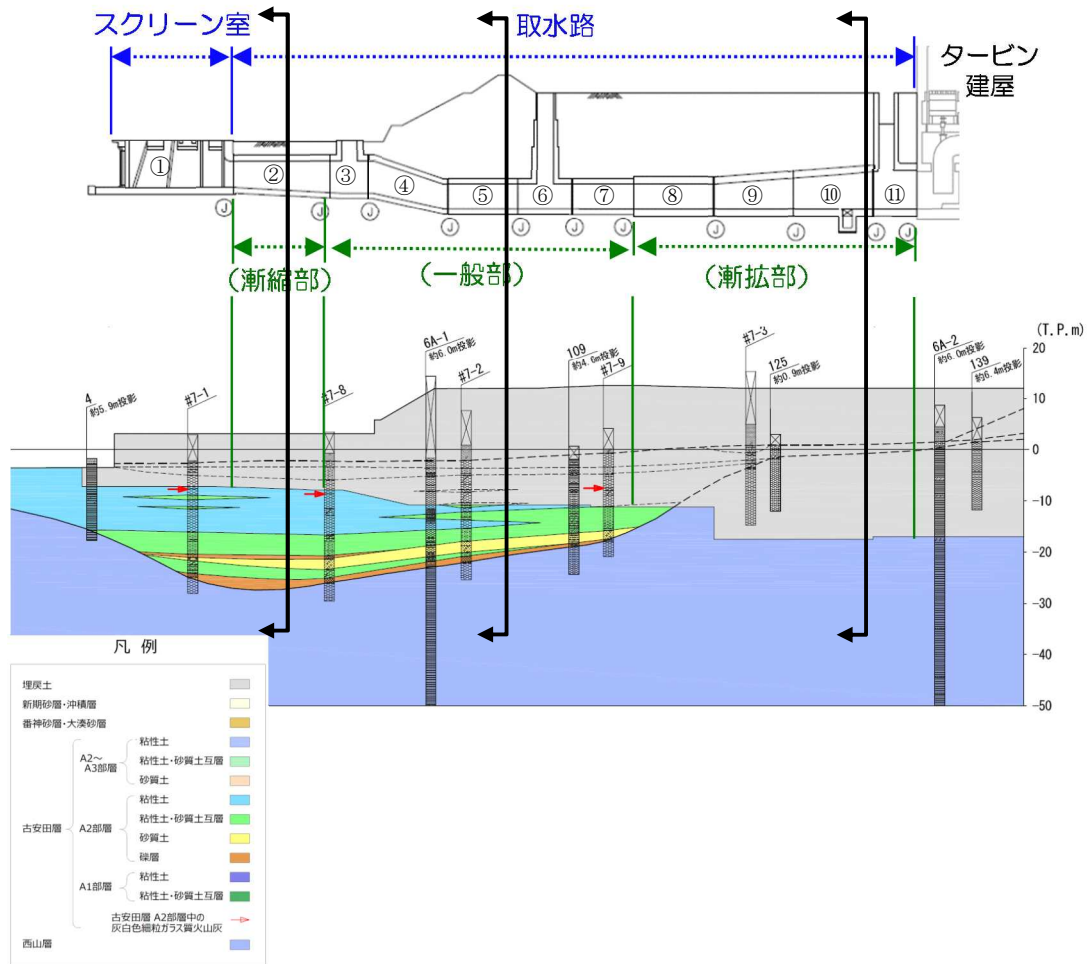 スクリーン室
取水路
タービン
建屋
①
②
③
④
⑤
⑥
⑦
⑧
⑨
⑩
⑪
Ⓙ
Ⓙ
Ⓙ
Ⓙ
Ⓙ
Ⓙ
Ⓙ
Ⓙ
Ⓙ
Ⓙ
Ⓙ
(漸縮部)
(一般部)
(漸拡部)
(T.P.m)
4
約5.9m投影
#7-1
#7-8
6A-1
約6.0m投影
#7-2
109
約4.6m投影
#7-9
#7-3
125
約0.9m投影
6A-2
約6.0m投影
139
約6.4m投影
20
10
0
-10
-20
-30
-40
-50
凡 例
埋戻土
新期砂層・沖積層
番神砂層・大湊砂層
古安田層
A2～
A3部層
粘性土
粘性土・砂質土互層
砂質土
A2部層
粘性土
粘性土・砂質土互層
砂質土
礫層
A1部層
粘性土
粘性土・砂質土互層
古安田層 A2部層中の
灰白色細粒ガラス質火山灰
西山層